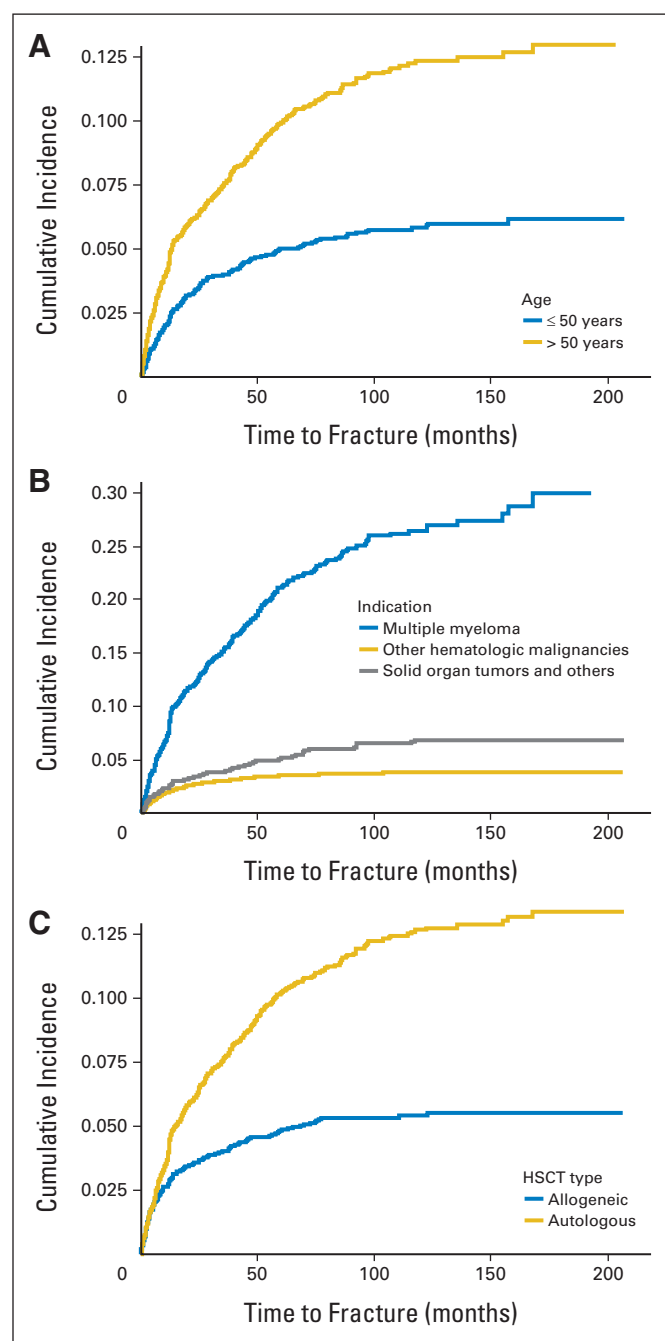 A
0.125
0.100
0.075
0.050
0.025
0
50
100
150
200
Cumulative Incidence
Time to Fracture (months)
Age
≤ 50 years
> 50 years
B
0.30
0.25
0.20
0.15
0.10
0.05
0
50
100
150
200
Cumulative Incidence
Time to Fracture (months)
Indication
Multiple myeloma
Other hematologic malignancies
Solid organ tumors and others
C
0.125
0.100
0.075
0.050
0.025
0
50
100
150
200
Cumulative Incidence
Time to Fracture (months)
HSCT type
Allogeneic
Autologous